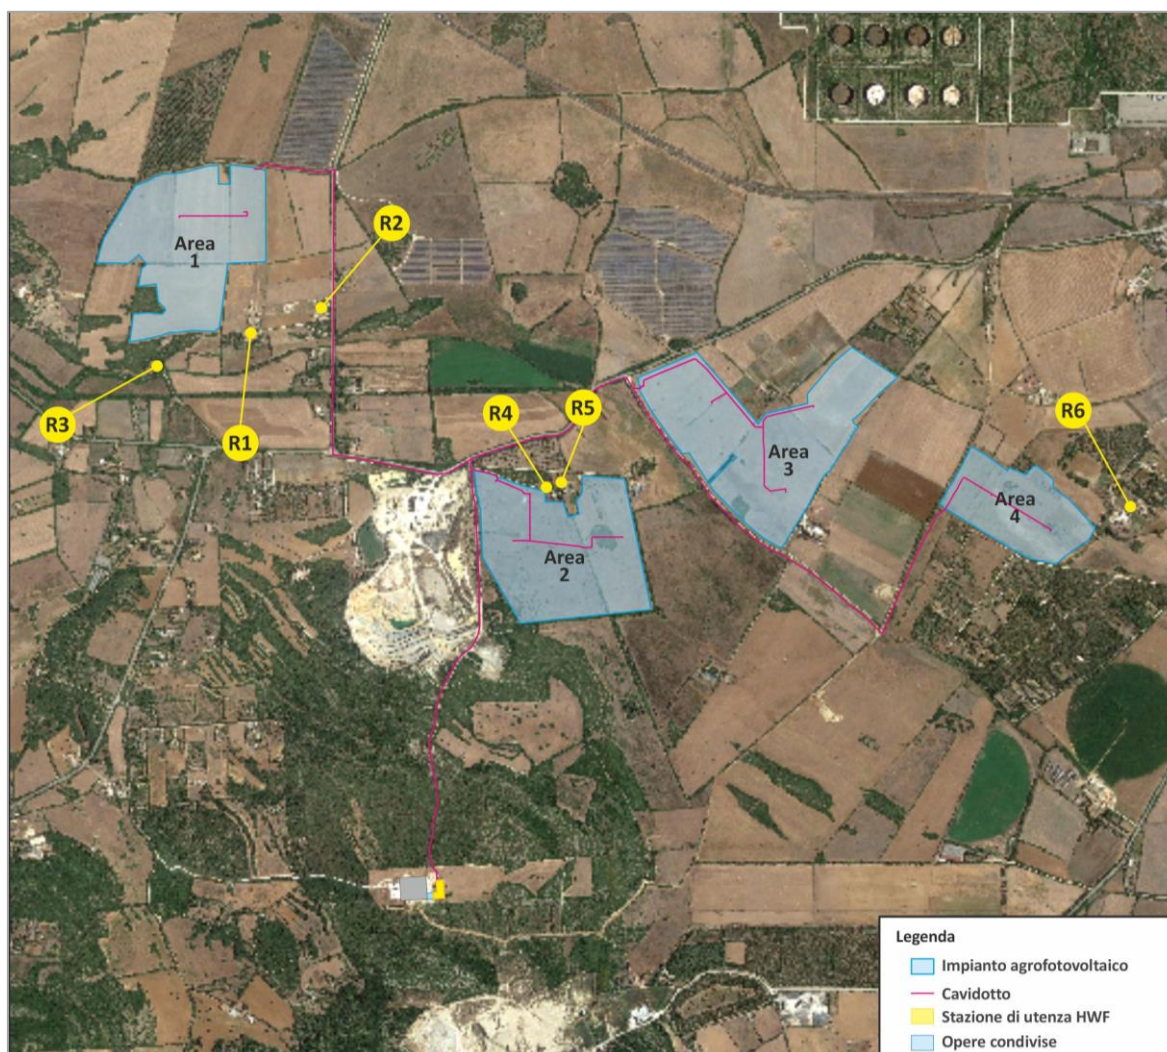 R2
Area
1
R3
R1
R4
R5
R6
Area
3
Area
4
Area
2
Legenda
Impianto agrofotovoltaico
Cavidotto
Stazione di utenza HWF
Opere condivise